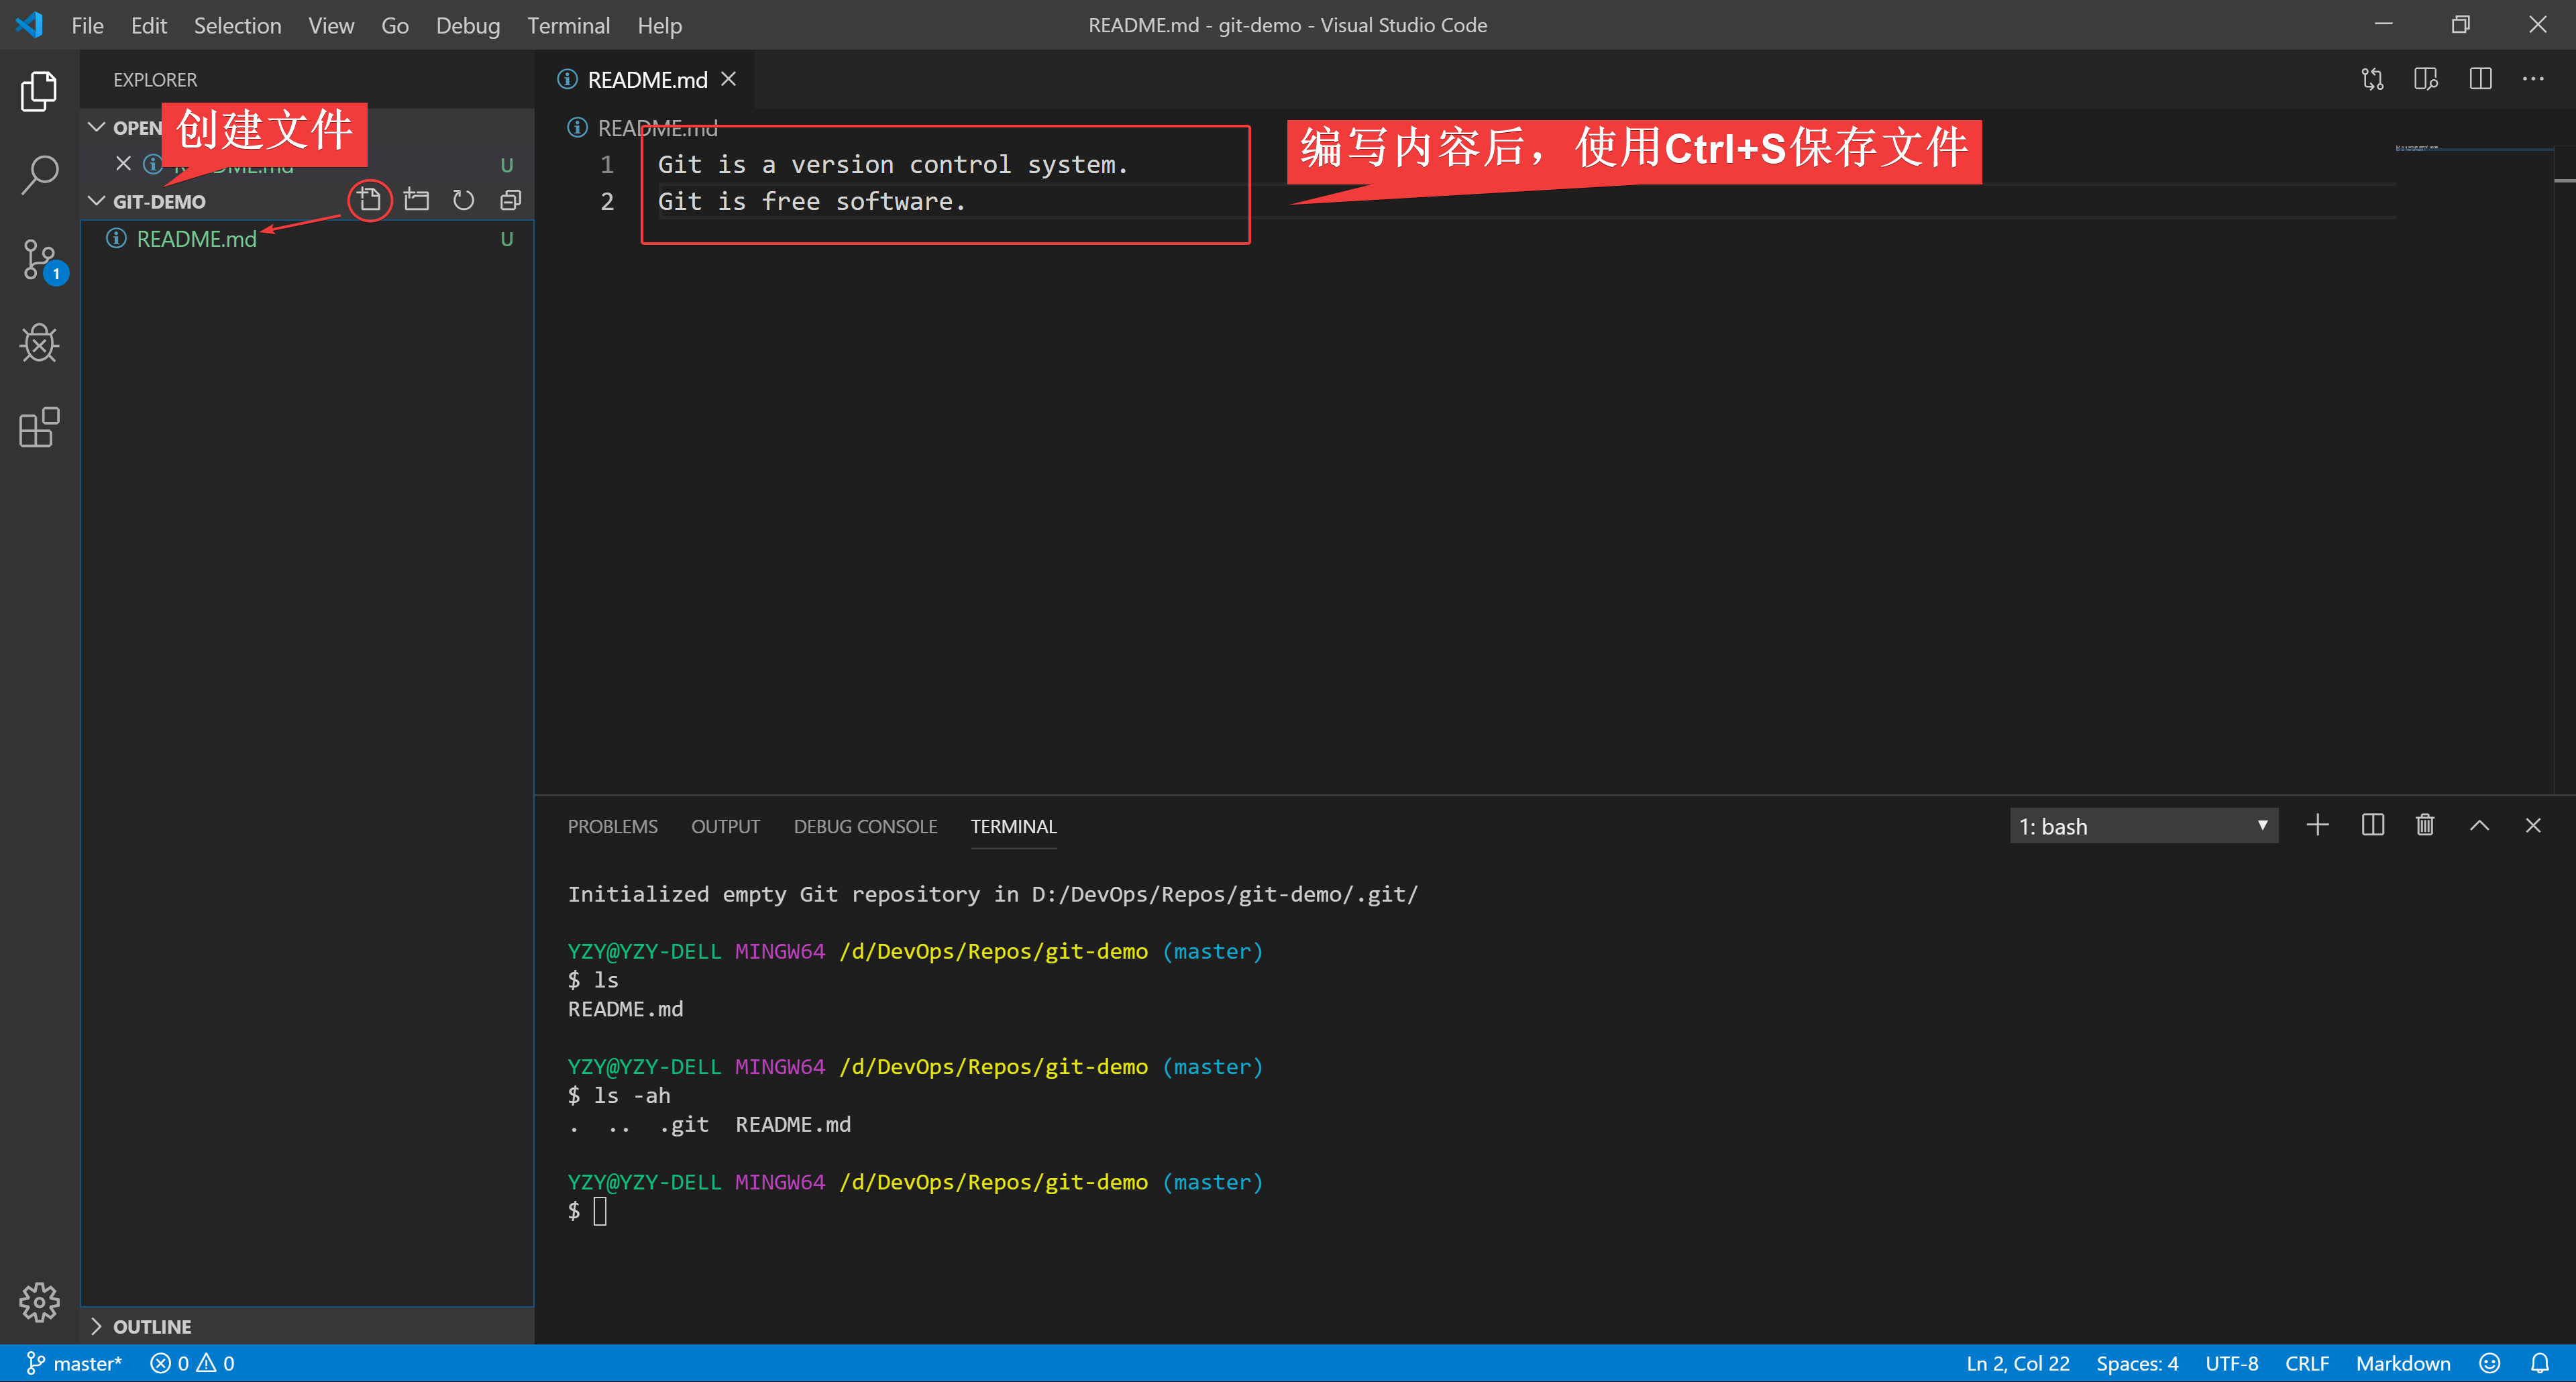 File Edit Selection View Go Debug Terminal Help
README.md - git-demo - Visual Studio Code
EXPLORER
README.md
OPEN
创建文件
README.md
U
GIT-DEMO
README.md
U
1
README.md
1 Git is a version control system.
2 Git is free software.
编写内容后，使用Ctrl+S保存文件
PROBLEMS OUTPUT DEBUG CONSOLE TERMINAL
1: bash
Initialized empty Git repository in D:/DevOps/Repos/git-demo/.git/
YZY@YZY-DELL MINGW64 /d/DevOps/Repos/git-demo (master)
$ ls
README.md
YZY@YZY-DELL MINGW64 /d/DevOps/Repos/git-demo (master)
$ ls -ah
. .. .git README.md
YZY@YZY-DELL MINGW64 /d/DevOps/Repos/git-demo (master)
$
OUTLINE
master* 0 0
Ln 2, Col 22 Spaces: 4 UTF-8 CRLF Markdown